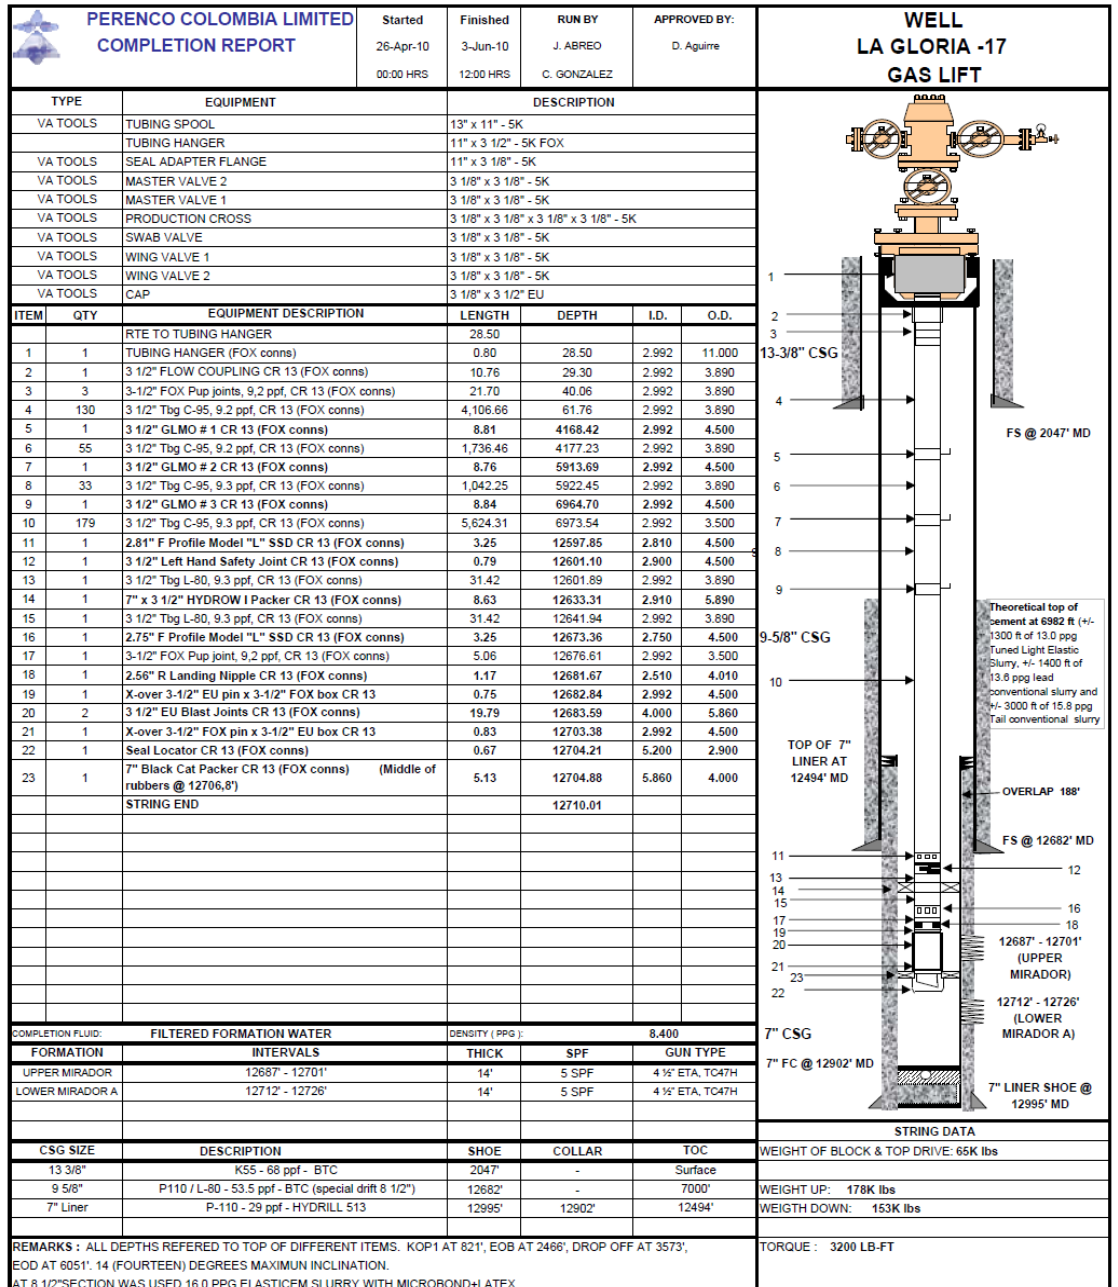 PERENCO COLOMBIA LIMITED
COMPLETION REPORT
Started Finished RUN BY APPROVED BY:
26-Apr-10 3-Jun-10 J. ABREO D. Aguirre
00:00 HRS 12:00 HRS C. GONZALEZ
WELL
LA GLORIA -17
GAS LIFT
TYPE EQUIPMENT DESCRIPTION
VA TOOLS TUBING SPOOL 13" x 11" - 5K
TUBING HANGER 11" x 3 1/2" - 5K FOX
VA TOOLS SEAL ADAPTER FLANGE 11" x 3 1/8" - 5K
VA TOOLS MASTER VALVE 2 3 1/8" x 3 1/8" - 5K
VA TOOLS MASTER VALVE 1 3 1/8" x 3 1/8" - 5K
VA TOOLS PRODUCTION CROSS 3 1/8" x 3 1/8" x 3 1/8" x 3 1/8" - 5K
VA TOOLS SWAB VALVE 3 1/8" x 3 1/8" - 5K
VA TOOLS WING VALVE 1 3 1/8" x 3 1/8" - 5K
VA TOOLS WING VALVE 2 3 1/8" x 3 1/8" - 5K
VA TOOLS CAP 3 1/8" x 3 1/2" EU
ITEM QTY EQUIPMENT DESCRIPTION LENGTH DEPTH I.D. O.D.
RTE TO TUBING HANGER 28.50
1 1 TUBING HANGER (FOX conns) 0.80 28.50 2.992 11.000
2 1 3 1/2" FLOW COUPLING CR 13 (FOX conns) 10.76 29.30 2.992 3.890
3 3 3-1/2" FOX Pup joints, 9,2 ppf, CR 13 (FOX conns) 21.70 40.06 2.992 3.890
4 130 3 1/2" Tbg C-95, 9.2 ppf, CR 13 (FOX conns) 4,106.66 61.76 2.992 3.890
5 1 3 1/2" GLMO # 1 CR 13 (FOX conns) 8.81 4168.42 2.992 4.500
6 55 3 1/2" Tbg C-95, 9.2 ppf, CR 13 (FOX conns) 1,736.46 4177.23 2.992 3.890
7 1 3 1/2" GLMO # 2 CR 13 (FOX conns) 8.76 5913.69 2.992 4.500
8 33 3 1/2" Tbg C-95, 9.2 ppf, CR 13 (FOX conns) 1,042.25 5922.45 2.992 3.890
9 1 3 1/2" GLMO # 3 CR 13 (FOX conns) 8.84 6964.70 2.992 4.500
10 179 3 1/2" Tbg C-95, 9.3 ppf, CR 13 (FOX conns) 5,624.31 6973.54 2.992 3.500
11 1 2.81" F Profile Model "L" SSD CR 13 (FOX conns) 3.25 12597.85 2.810 4.500
12 1 3 1/2" Left Hand Safety Joint CR 13 (FOX conns) 0.79 12601.10 2.900 4.500
13 1 3 1/2" Tbg L-80, 9.3 ppf, CR 13 (FOX conns) 31.42 12601.89 2.992 3.890
14 1 7" x 3 1/2" HYDROW I Packer CR 13 (FOX conns) 8.63 12633.31 2.910 5.890
15 1 3 1/2" Tbg L-80, 9.3 ppf, CR 13 (FOX conns) 31.42 12641.94 2.992 3.890
16 1 2.75" F Profile Model "L" SSD CR 13 (FOX conns) 3.25 12673.36 2.750 4.500
17 1 3-1/2" FOX Pup joint, 9,2 ppf, CR 13 (FOX conns) 5.06 12676.61 2.992 3.500
18 1 2.56" R Landing Nipple CR 13 (FOX conns) 1.17 12681.67 2.510 4.010
19 1 X-over 3-1/2" EU pin x 3-1/2" FOX box CR 13 0.75 12682.84 2.992 4.500
20 2 3 1/2" EU Blast Joints CR 13 (FOX conns) 19.79 12683.59 4.000 5.860
21 1 X-over 3-1/2" FOX pin x 3-1/2" EU box CR 13 0.83 12703.38 2.992 4.500
22 1 Seal Locator CR 13 (FOX conns) 0.67 12704.21 5.200 2.900
23 1 7" Black Cat Packer CR 13 (FOX conns) (Middle of
rubbers @ 12706,8') 5.13 12704.88 5.860 4.000
STRING END 12710.01
COMPLETION FLUID: FILTERED FORMATION WATER DENSITY ( PPG ): 8.400
FORMATION INTERVALS THICK SPF GUN TYPE
UPPER MIRADOR 12687' - 12701' 14' 5 SPF 4 ½" ETA, TC47H
LOWER MIRADOR A 12712' - 12726' 14' 5 SPF 4 ½" ETA, TC47H
CSG SIZE DESCRIPTION SHOE COLLAR TOC
13 3/8" K55 - 68 ppf - BTC 2047' - Surface
9 5/8" P110 / L-80 - 53.5 ppf - BTC (special drift 8 1/2") 12682' - 7000'
7" Liner P-110 - 29 ppf - HYDRILL 513 12995' 12902' 12494'
REMARKS : ALL DEPTHS REFERED TO TOP OF DIFFERENT ITEMS. KOP1 AT 821', EOB AT 2466', DROP OFF AT 3573',
EOD AT 6051'. 14 (FOURTEEN) DEGREES MAXIMUN INCLINATION.
AT 8 1/2"SECTION WAS USED 16.0 PPG ELASTICEM SLURRY WITH MICROBOND+LATEX
1
2
3
13-3/8" CSG
4
FS @ 2047' MD
5
6
7
8
9
Theoretical top of
cement at 6982 ft (+/-
1300 ft of 13.0 ppg
Tuned Light Elastic
Slurry, +/- 1400 ft of
13.6 ppg lead
conventional slurry and
+/- 3000 ft of 15.8 ppg
Tail conventional slurry
9-5/8" CSG
10
TOP OF 7"
LINER AT
12494' MD
OVERLAP 188'
FS @ 12682' MD
11
12
13
14
15
16
17
18
19
20
12687' - 12701'
(UPPER
MIRADOR)
21
23
22
12712' - 12726'
(LOWER
MIRADOR A)
7" CSG
7" FC @ 12902' MD
7" LINER SHOE @
12995' MD
STRING DATA
WEIGHT OF BLOCK & TOP DRIVE: 65K lbs
WEIGHT UP: 178K lbs
WEIGTH DOWN: 153K lbs
TORQUE : 3200 LB-FT